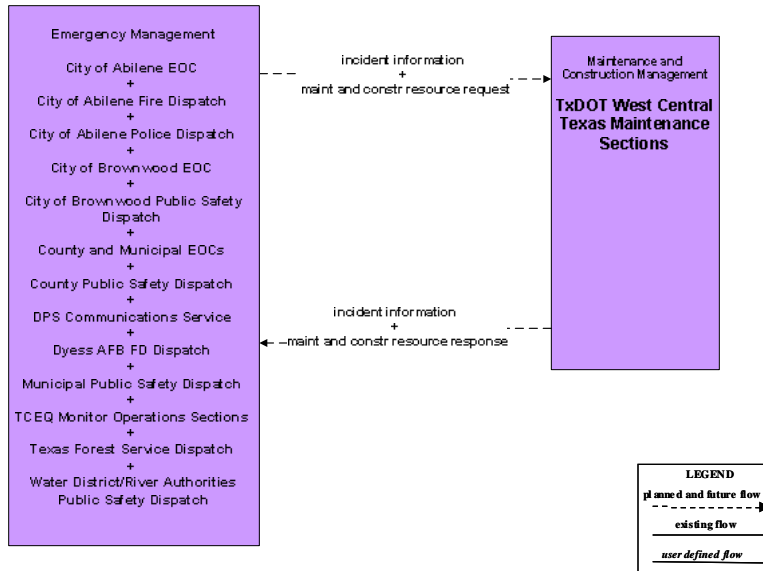 Emergency Management
City of Abilene EOC
+
City of Abilene Fire Dispatch
+
City of Abilene Police Dispatch
+
City of Brownwood EOC
+
City of Brownwood Public Safety
Dispatch
+
County and Municipal EOCs
+
County Public Safety Dispatch
+
DPS Communications Service
+
Dyess AFB FD Dispatch
+
Municipal Public Safety Dispatch
+
TCEQ Monitor Operations Sections
+
Texas Forest Service Dispatch
+
Water District/River Authorities
Public Safety Dispatch
incident information
+
maint and constr resource request
incident information
+
maint and constr resource response
Maintenance and
Construction Management
TxDOT West Central
Texas Maintenance
Sections
LEGEND
planned and future flow
existing flow
user defined flow